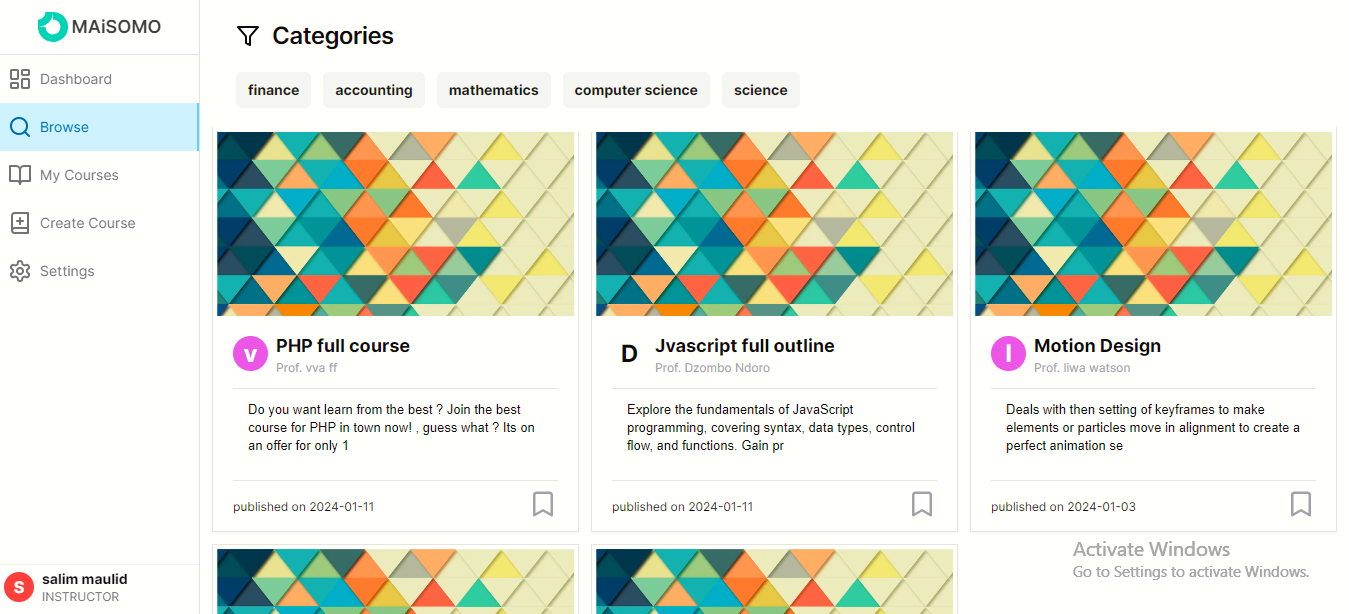 MAiSOMO
Dashboard
Browse
My Courses
Create Course
Settings
S
salim maulid
INSTRUCTOR
Categories
finance
accounting
mathematics
computer science
science
v
PHP full course
Prof. vva ff
Do you want learn from the best ? Join the best
course for PHP in town now! , guess what ? Its on
an offer for only 1
published on 2024-01-11
D
Jvascript full outline
Prof. Dzombo Ndoro
Explore the fundamentals of JavaScript
programming, covering syntax, data types, control
flow, and functions. Gain pr
published on 2024-01-11
l
Motion Design
Prof. liwa watson
Deals with then setting of keyframes to make
elements or particles move in alignment to create a
perfect animation se
published on 2024-01-03
Activate Windows
Go to Settings to activate Windows.